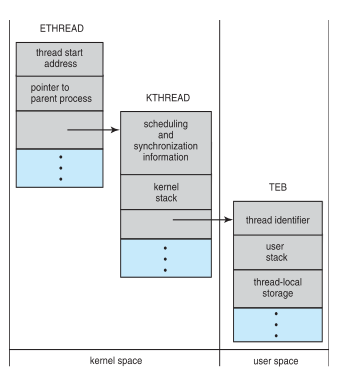 ETHREAD
thread start
address
pointer to
parent process
KTHREAD
scheduling
and
synchronization
information
kernel
stack
TEB
thread identifier
user
stack
thread-local
storage
kernel space
user space